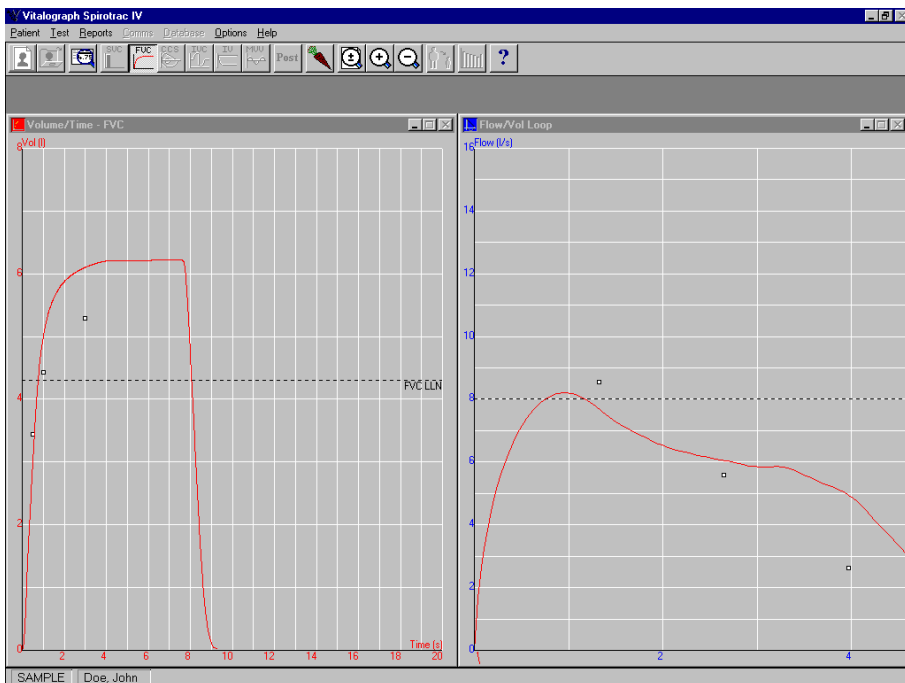 Vitalograph Spirotrac IV
Patient Test Reports Comms Database Options Help
SVC FVC CCS IVC IV MVV Post ?
Volume/Time - FVC
8 Vol (l)
6
FVC LLN
4
2
0
Time (s)
2 4 6 8 10 12 14 16 18 20
Flow/Vol Loop
16 Flow (l/s)
14
12
10
8
6
4
2
0
2 4
SAMPLE Doe, John